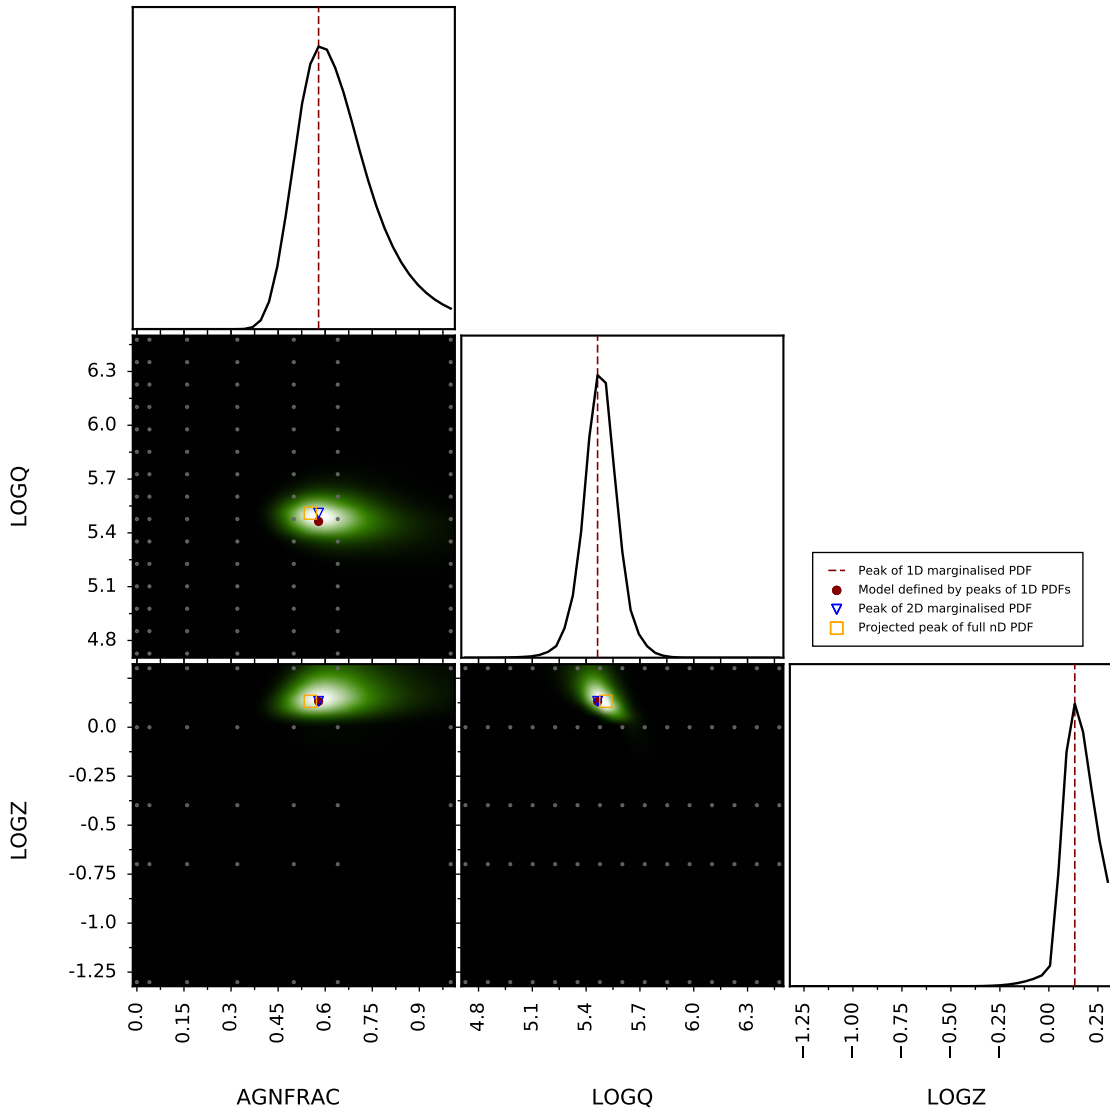 LOGQ
6.3
6.0
5.7
5.4
5.1
4.8
Peak of 1D marginalised PDF
Model defined by peaks of 1D PDFs
Peak of 2D marginalised PDF
Projected peak of full nD PDF
LOGZ
0.0
-0.25
-0.5
-0.75
-1.0
-1.25
0.0 0.15 0.3 0.45 0.6 0.75 0.9
4.8 5.1 5.4 5.7 6.0 6.3
−1.25 −1.00 −0.75 −0.50 −0.25 0.00 0.25
AGNFRAC LOGQ LOGZ